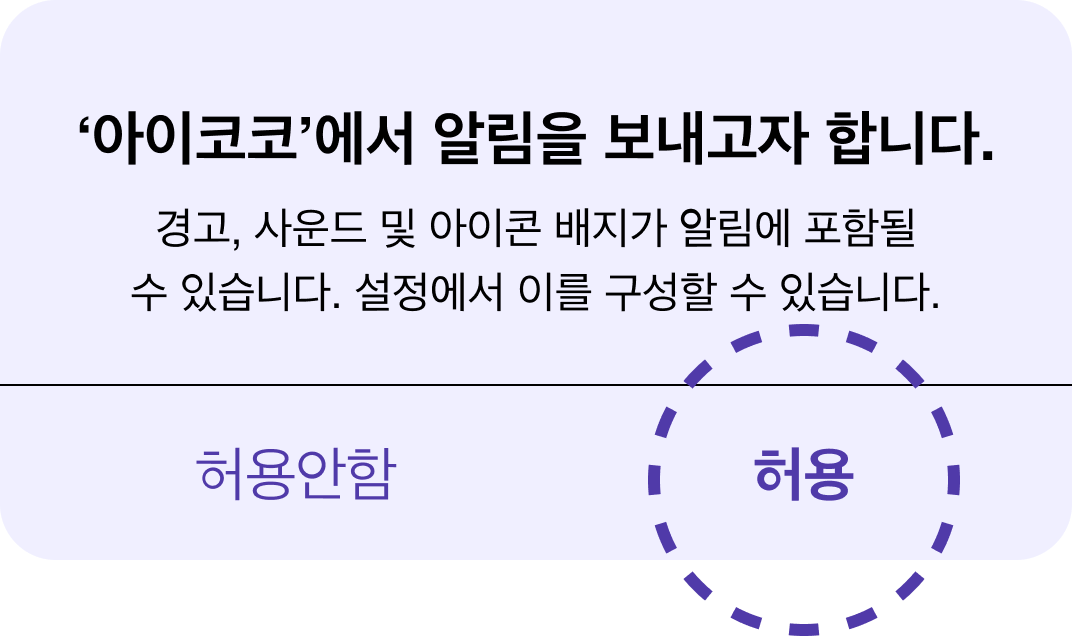 ‘아이코코’에서 알림을 보내고자 합니다.
경고, 사운드 및 아이콘 배지가 알림에 포함될
수 있습니다. 설정에서 이를 구성할 수 있습니다.
허용안함 허용